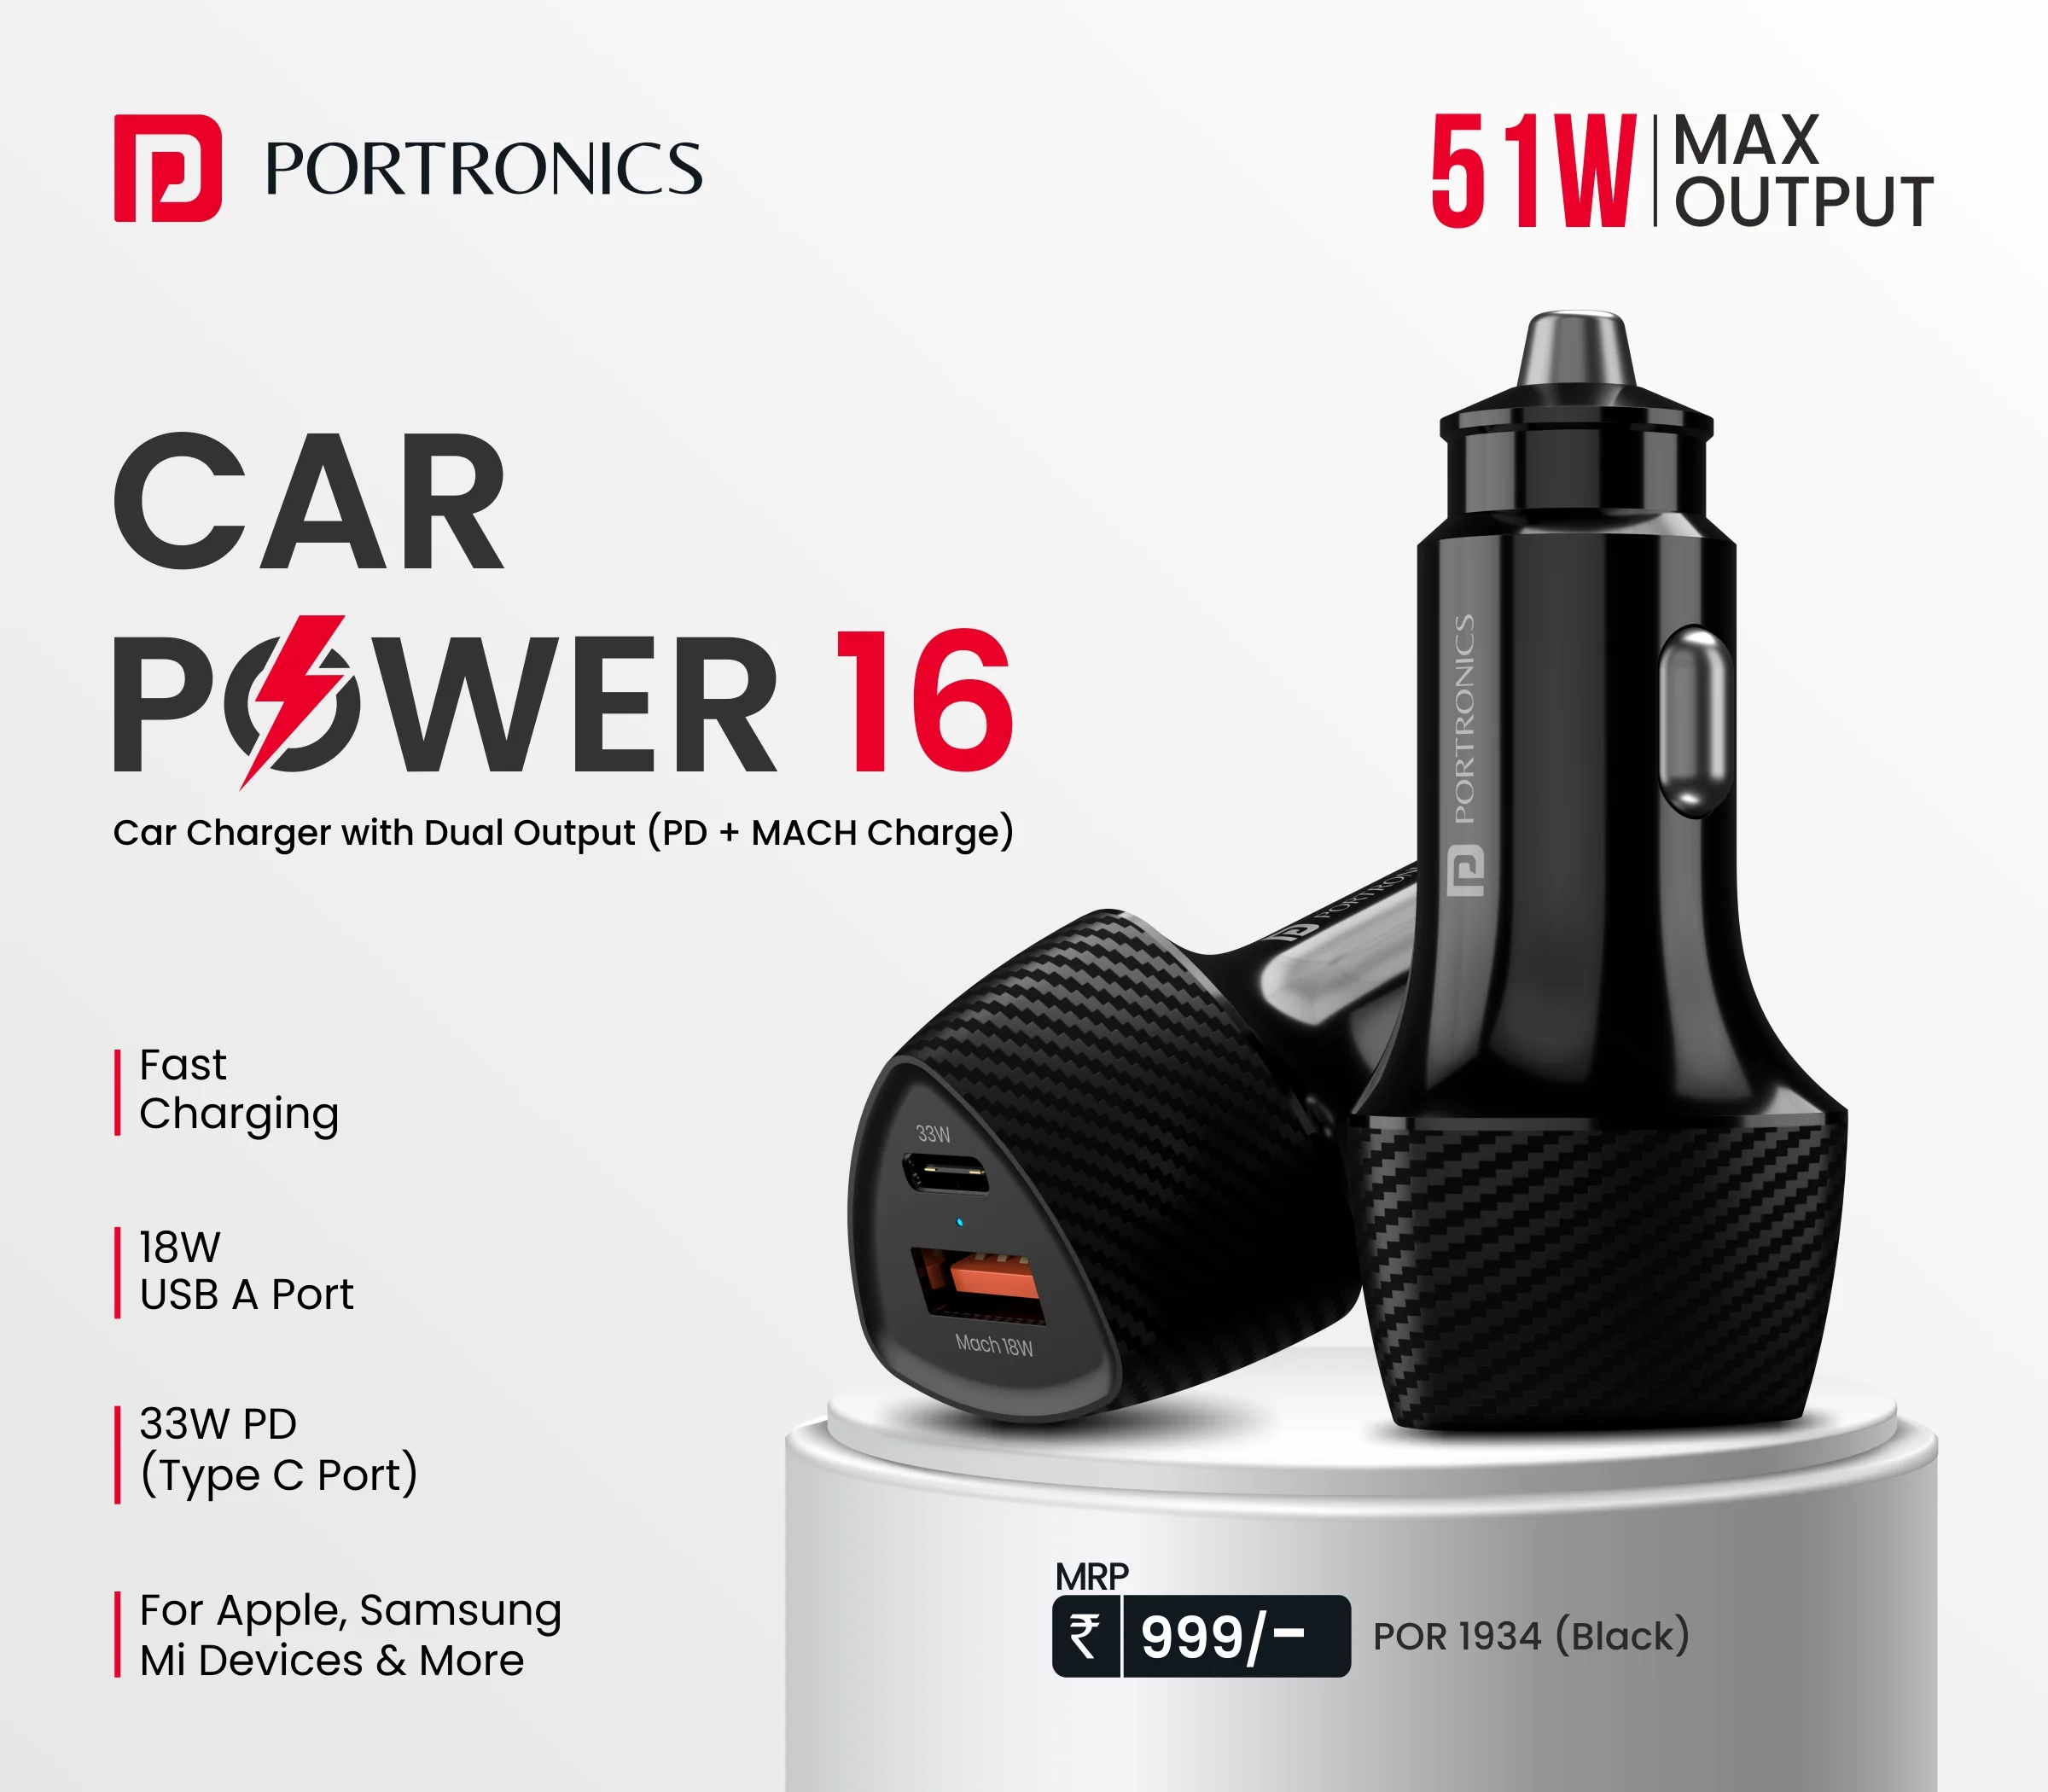 PORTRONICS
51W
MAX
OUTPUT
CAR
POWER 16
Car Charger with Dual Output (PD + MACH Charge)
PORTRONICS
PORTRONI
Fast
Charging
33W
18W
USB A Port
Mach 18W
33W PD
(Type C Port)
For Apple, Samsung
Mi Devices & More
MRP
₹ 999/-
POR 1934 (Black)